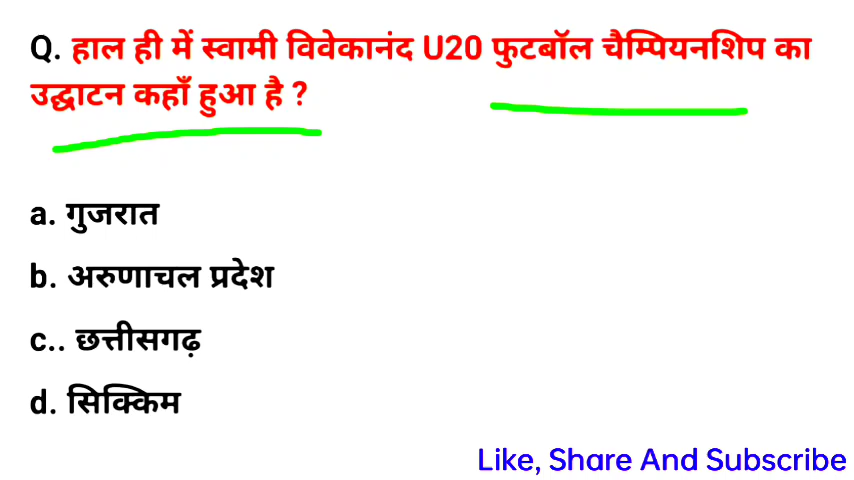 Q. हाल ही में स्वामी विवेकानंद U20 फुटबॉल चैम्पियनशिप का
उद्घाटन कहाँ हुआ है ?
a. गुजरात
b. अरुणाचल प्रदेश
c.. छत्तीसगढ़
d. सिक्किम
Like, Share And Subscribe